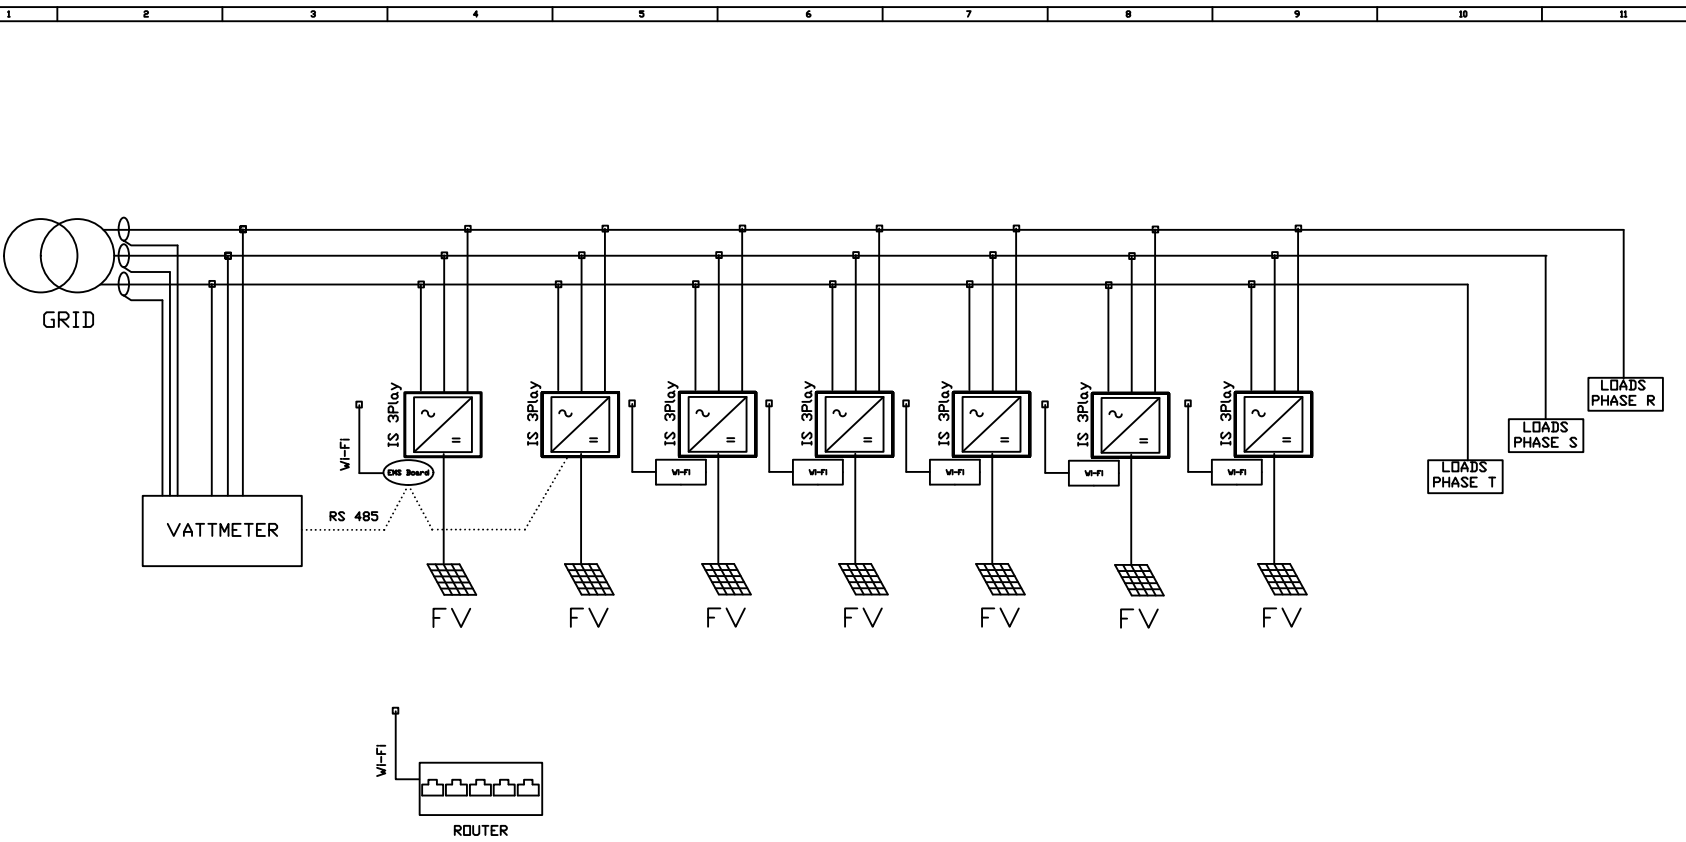 1 2 3 4 5 6 7 8 9 10 11
GRID
IS 3Play
IS 3Play
IS 3Play
IS 3Play
IS 3Play
IS 3Play
IS 3Play
LOADS
PHASE R
LOADS
PHASE S
LOADS
PHASE T
Wi-Fi
EMS Board
Wi-Fi
Wi-Fi
Wi-Fi
Wi-Fi
Wi-Fi
RS 485
VATTMETER
FV FV FV FV FV FV FV
Wi-Fi
ROUTER